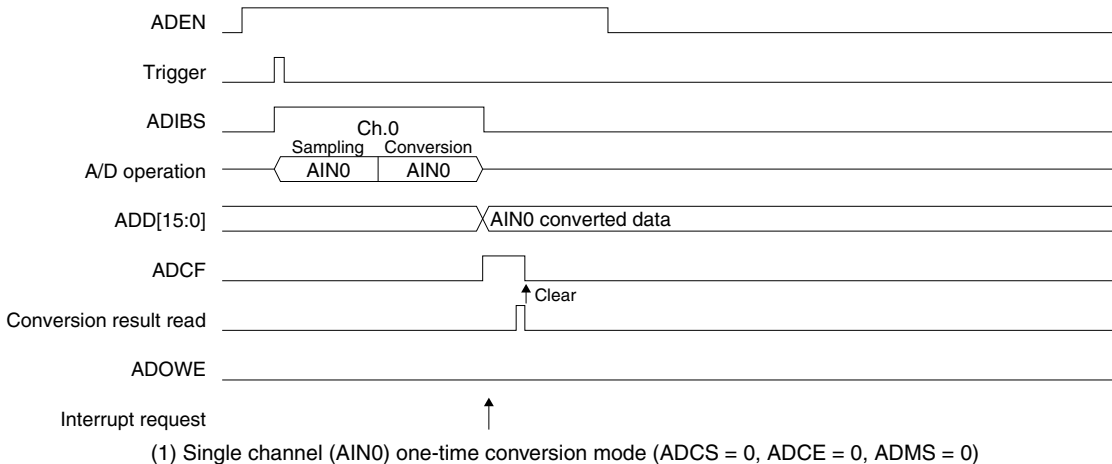 ADEN
Trigger
ADIBS
Ch.0
Sampling Conversion
A/D operation AIN0 AIN0
ADD[15:0] AIN0 converted data
ADCF
Clear
Conversion result read
ADOWE
Interrupt request
(1) Single channel (AIN0) one-time conversion mode (ADCS = 0, ADCE = 0, ADMS = 0)